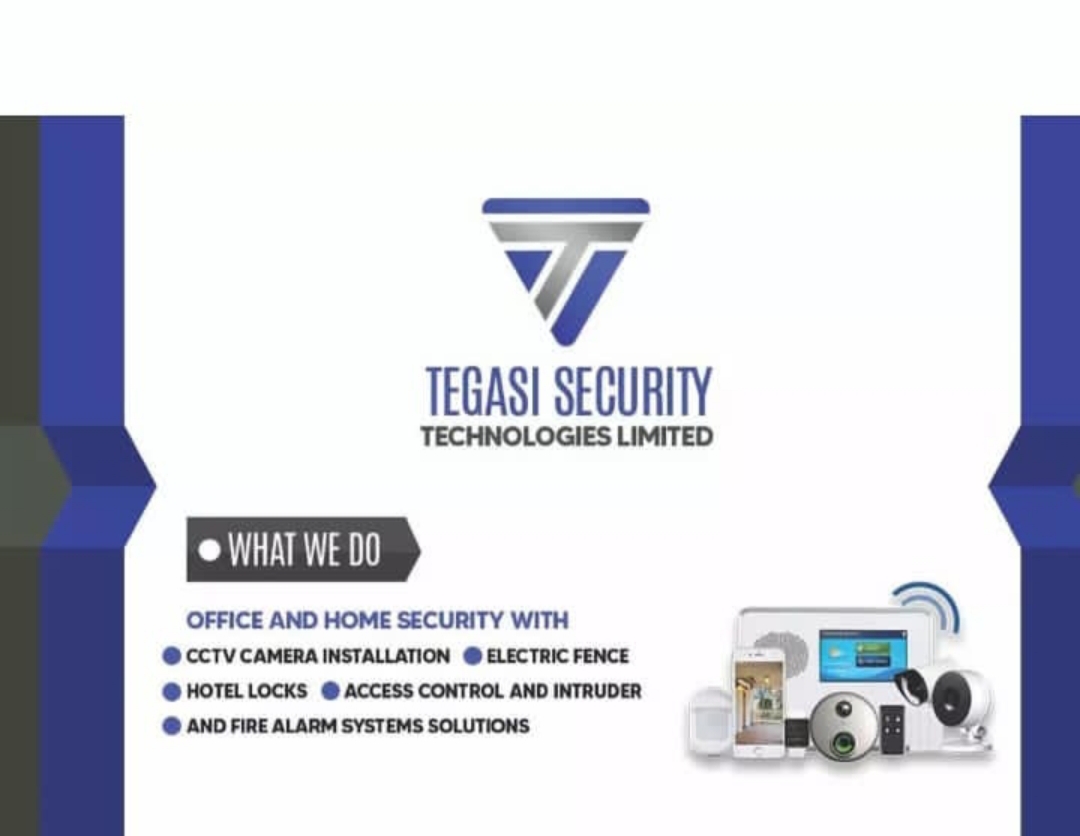 TEGASI SECURITY
TECHNOLOGIES LIMITED
WHAT WE DO
OFFICE AND HOME SECURITY WITH
CCTV CAMERA INSTALLATION ELECTRIC FENCE
HOTEL LOCKS ACCESS CONTROL AND INTRUDER
AND FIRE ALARM SYSTEMS SOLUTIONS